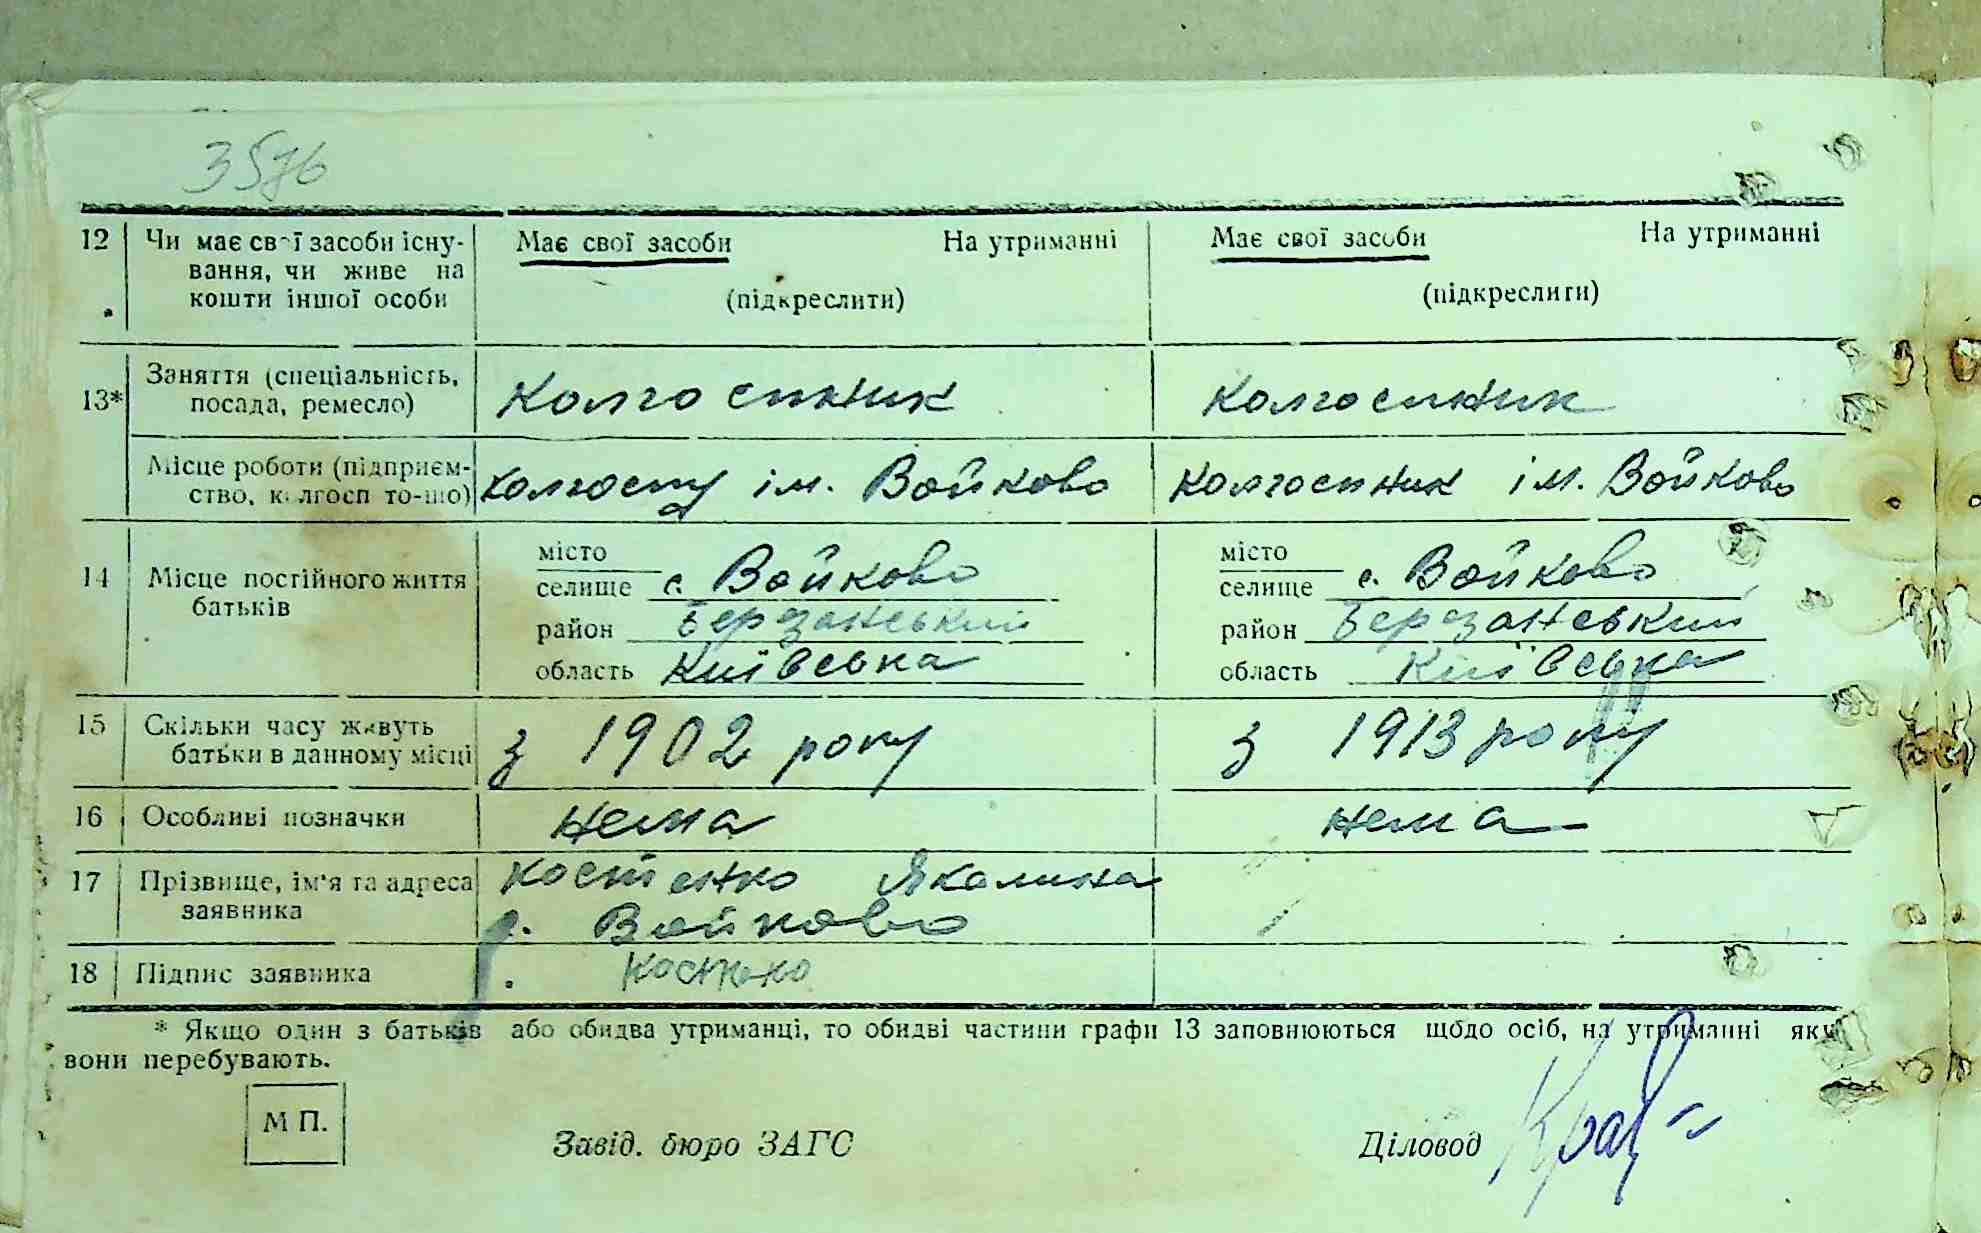 3576
12 Чи має свої засоби існу- Має свої засоби На утриманні Має свої засоби На утриманні
вання, чи живе на
кошти іншої особи (підкреслити) (підкреслити)
Заняття (спеціальність,
13* посада, ремесло) Колгоспник Колгоспник
Місце роботи (підприєм-
ство, колгосп то-що) Колгоспу ім. Войково Колгоспник ім. Войково
місто місто
14 Місце постійного життя селище с. Войково селище с. Войково
батьків район Березанський район Березанський
область Київська область Київська
15 Скільки часу живуть
батьки в данному місці з 1902 року з 1913 року
16 Особливі позначки нема нема
17 Прізвище, ім'я та адреса Костенко Якилина
заявника с. Войково
18 Підпис заявника Костенко
* Якщо один з батьків або обидва утриманці, то обидві частини графи 13 заповнюються щодо осіб, на утриманні яких
вони перебувають.
М П.
Завід. бюро ЗАГС Діловод